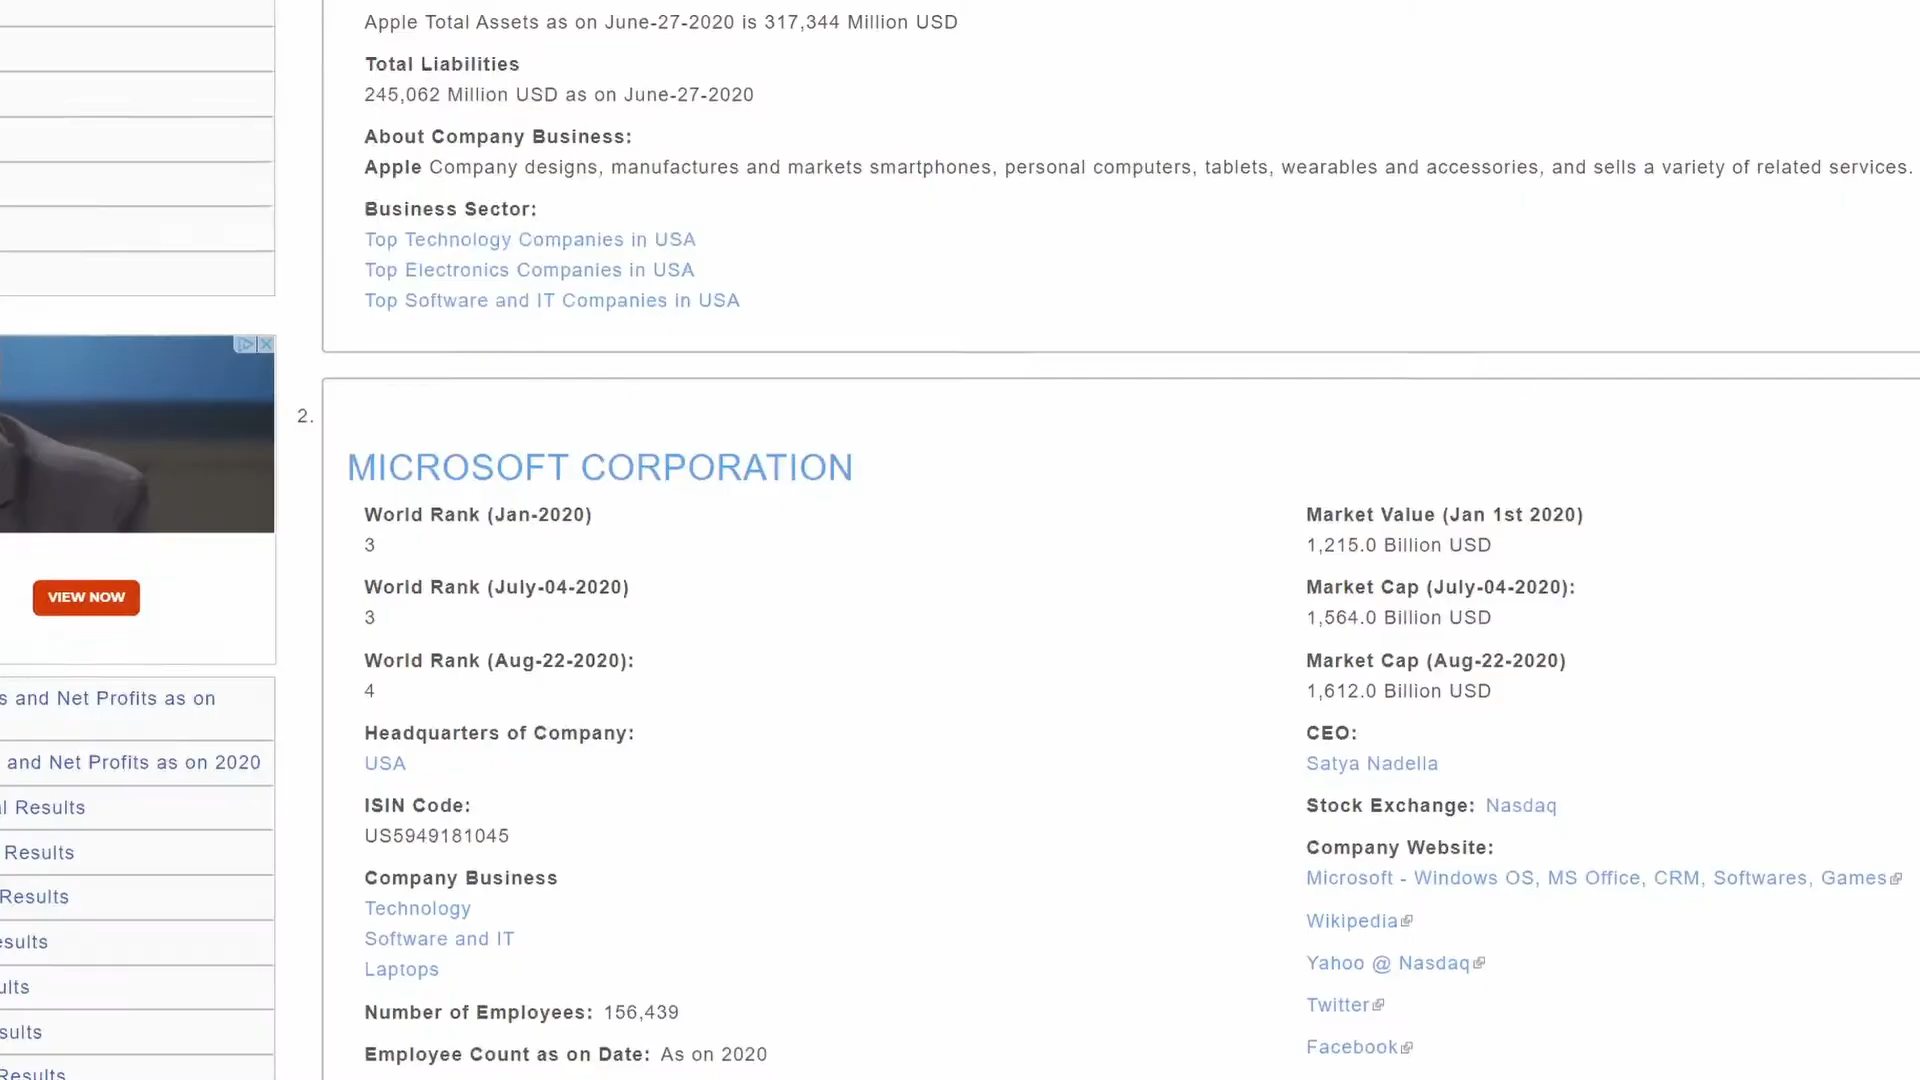 Apple Total Assets as on June-27-2020 is 317,344 Million USD
Total Liabilities
245,062 Million USD as on June-27-2020
About Company Business:
Apple Company designs, manufactures and markets smartphones, personal computers, tablets, wearables and accessories, and sells a variety of related services.
Business Sector:
Top Technology Companies in USA
Top Electronics Companies in USA
Top Software and IT Companies in USA
2.
MICROSOFT CORPORATION
World Rank (Jan-2020)
3
World Rank (July-04-2020)
3
World Rank (Aug-22-2020):
4
Headquarters of Company:
USA
ISIN Code:
US5949181045
Company Business
Technology
Software and IT
Laptops
Number of Employees: 156,439
Employee Count as on Date: As on 2020
Market Value (Jan 1st 2020)
1,215.0 Billion USD
Market Cap (July-04-2020):
1,564.0 Billion USD
Market Cap (Aug-22-2020)
1,612.0 Billion USD
CEO:
Satya Nadella
Stock Exchange: Nasdaq
Company Website:
Microsoft - Windows OS, MS Office, CRM, Softwares, Games
Wikipedia
Yahoo @ Nasdaq
Twitter
Facebook
VIEW NOW
and Net Profits as on
and Net Profits as on 2020
Results
Results
Results